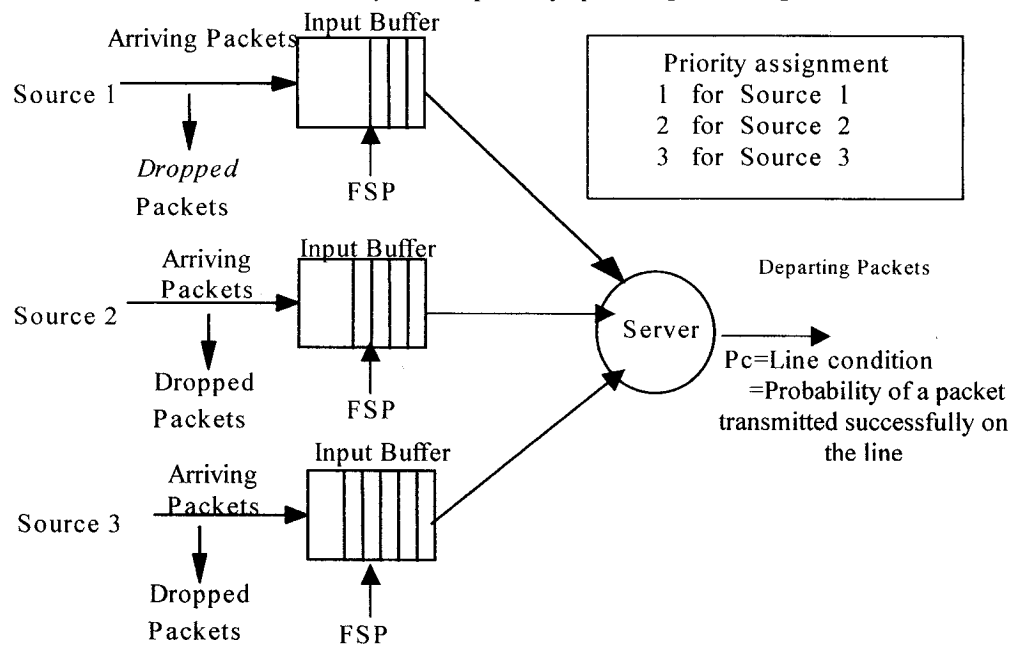 Input Buffer
Arriving Packets
Source 1
Dropped
Packets
FSP
Priority assignment
1 for Source 1
2 for Source 2
3 for Source 3
Input Buffer
Arriving
Packets
Source 2
Dropped
Packets
FSP
Server
Departing Packets
Pc=Line condition
=Probability of a packet
transmitted successfully on
the line
Input Buffer
Arriving
Packets
Source 3
Dropped
Packets
FSP